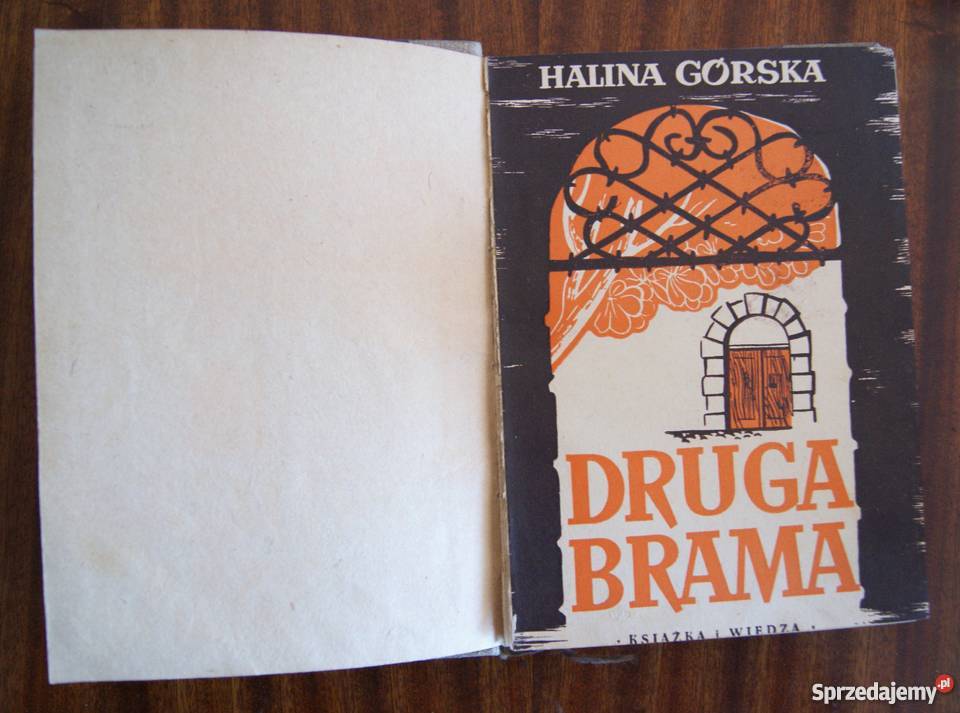 HALINA GÓRSKA
DRUGA
BRAMA
· KSIĄŻKA I WIEDZA ·
Sprzedajemy.pl